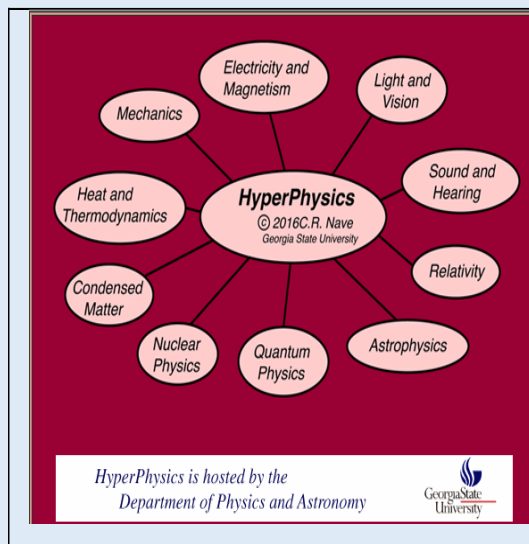 Electricity and
Magnetism
Light and
Vision
Mechanics
Sound and
Hearing
HyperPhysics
© 2016C.R. Nave
Georgia State University
Heat and
Thermodynamics
Relativity
Condensed
Matter
Nuclear
Physics
Quantum
Physics
Astrophysics
HyperPhysics is hosted by the
Department of Physics and Astronomy
GeorgiaState
University